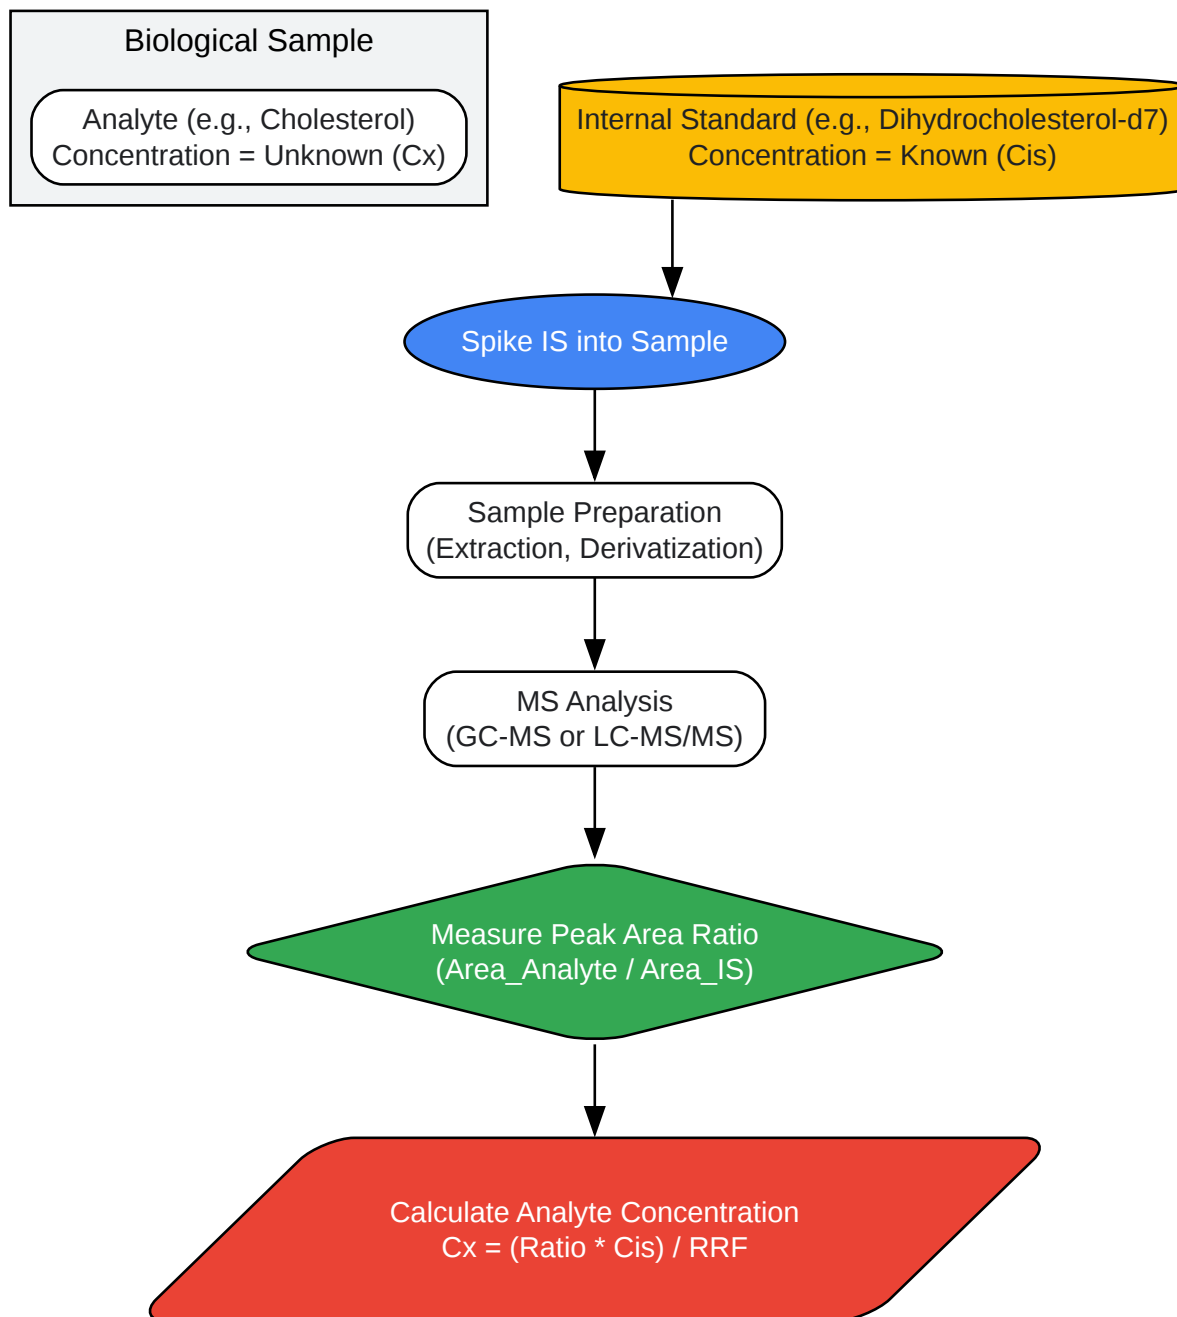 Biological Sample
Analyte (e.g., Cholesterol)
Concentration = Unknown (Cx)
Internal Standard (e.g., Dihydrocholesterol-d7)
Concentration = Known (Cis)
Spike IS into Sample
Sample Preparation
(Extraction, Derivatization)
MS Analysis
(GC-MS or LC-MS/MS)
Measure Peak Area Ratio
(Area_Analyte / Area_IS)
Calculate Analyte Concentration
Cx = (Ratio * Cis) / RRF